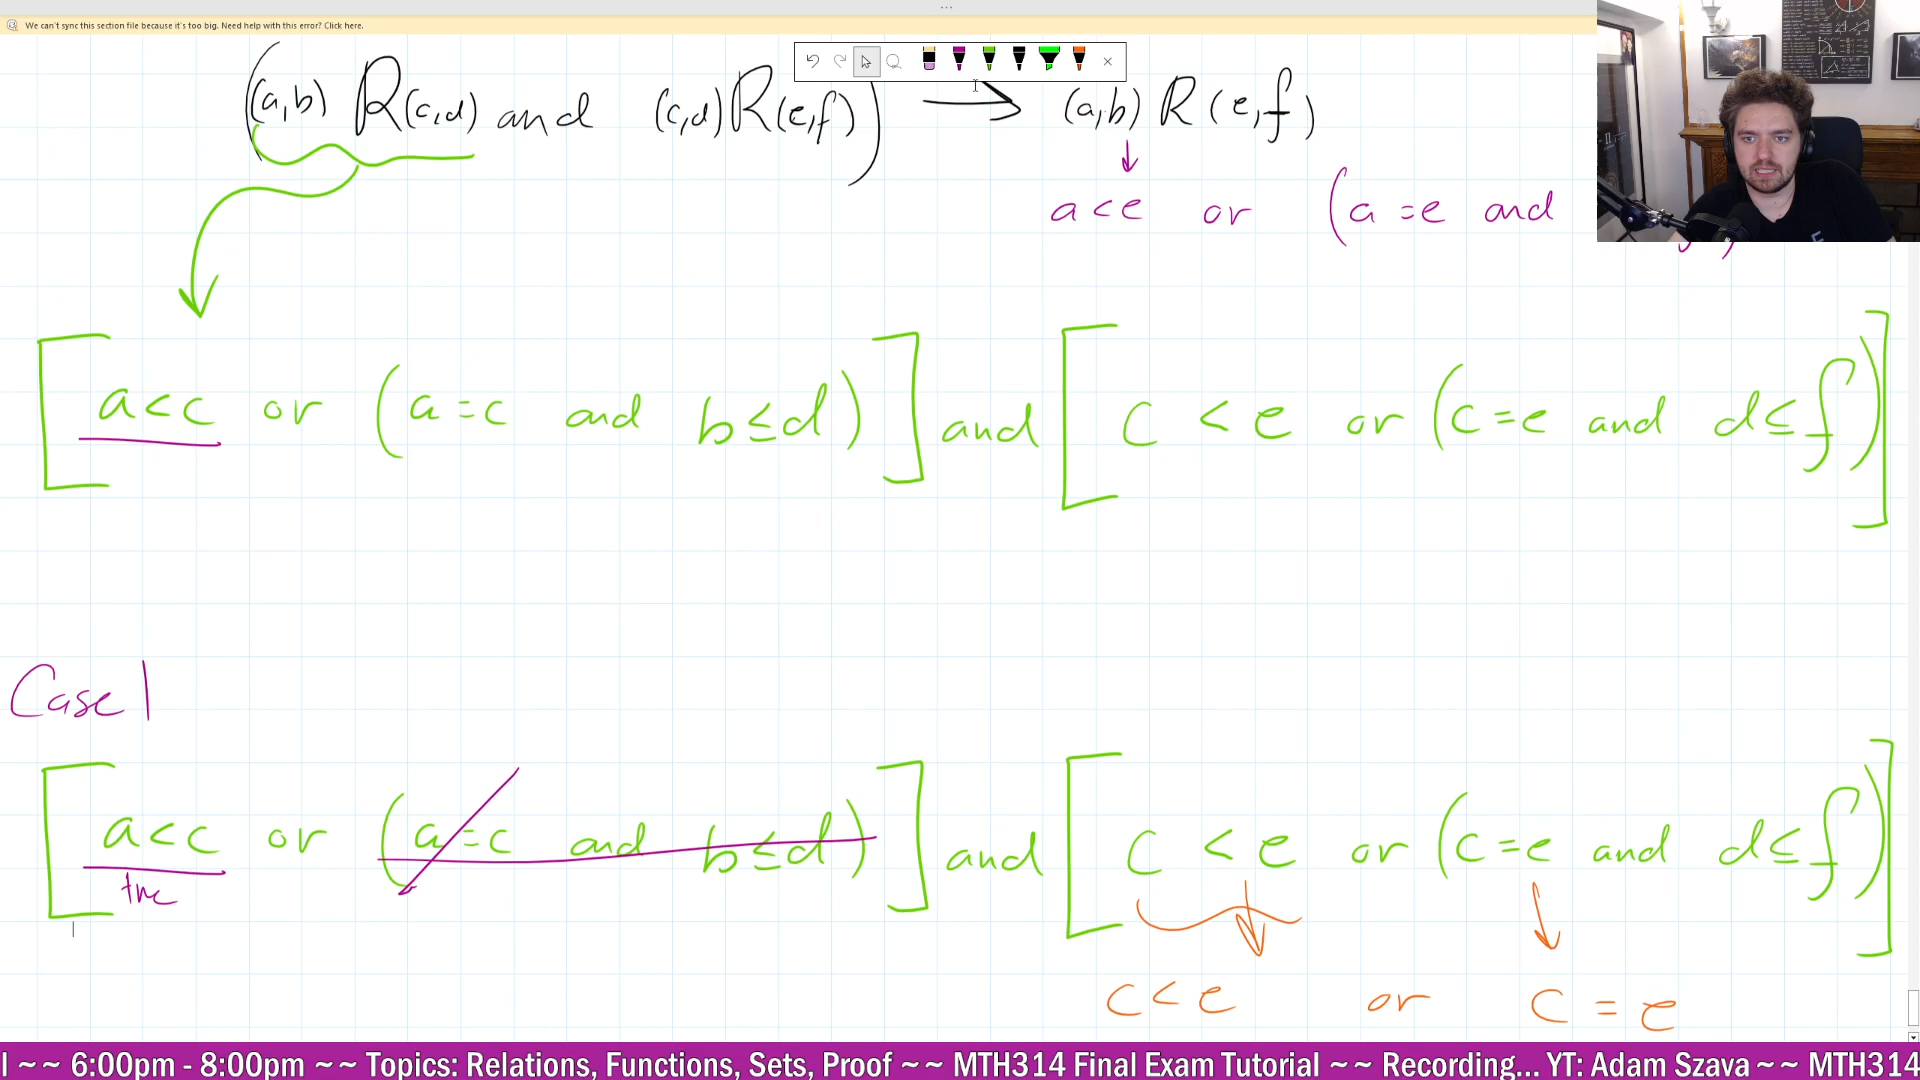 We can't sync this section file because it's too big. Need help with this error? Click here.
((a,b) R (c,d) and (c,d) R (e,f)) → (a,b) R (e,f)
a < e or (a = e and
[a < c or (a = c and b ≤ d)] and [c < e or (c = e and d ≤ f)]
Case 1
[a < c or (a = c and b ≤ d)] and [c < e or (c = e and d ≤ f)]
true
c < e or c = e
l ~~ 6:00pm - 8:00pm ~~ Topics: Relations, Functions, Sets, Proof ~~ MTH314 Final Exam Tutorial ~~ Recording... YT: Adam Szava ~~ MTH314